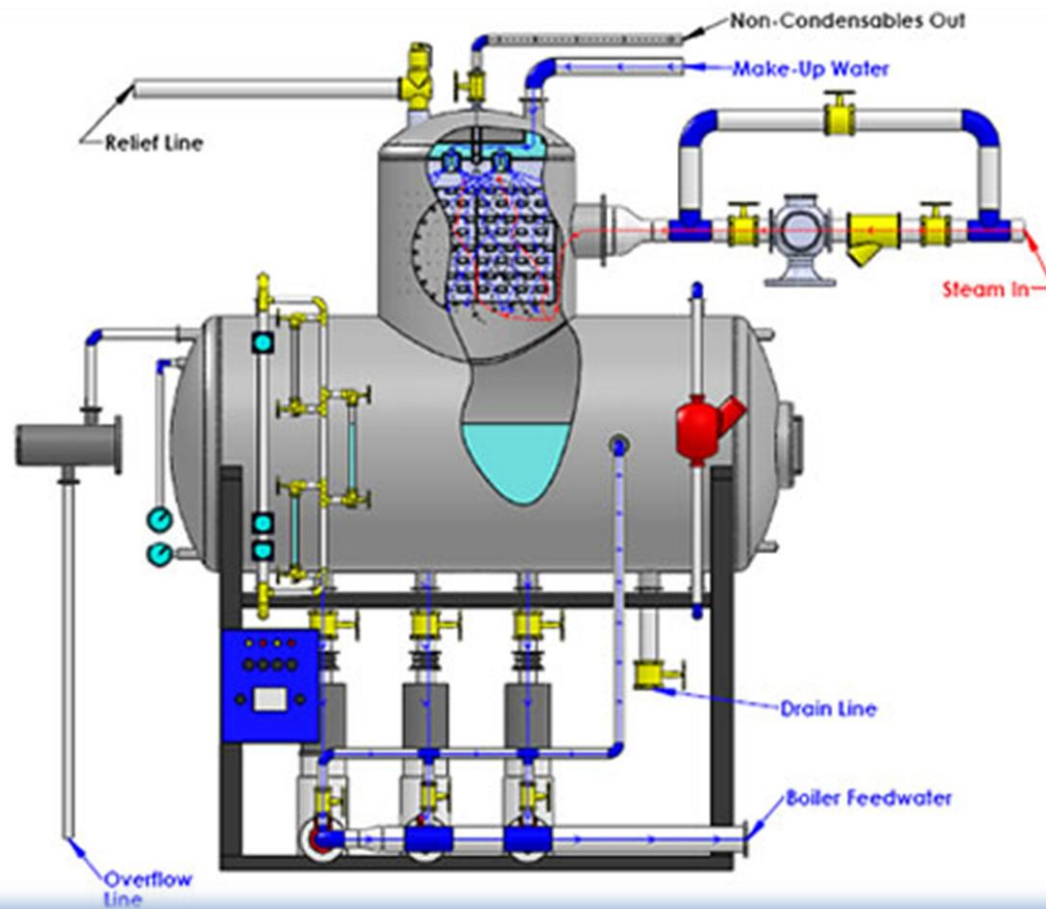 Non-Condensables Out
Make-Up Water
Relief Line
Steam In
Drain Line
Boiler Feedwater
Overflow
Line